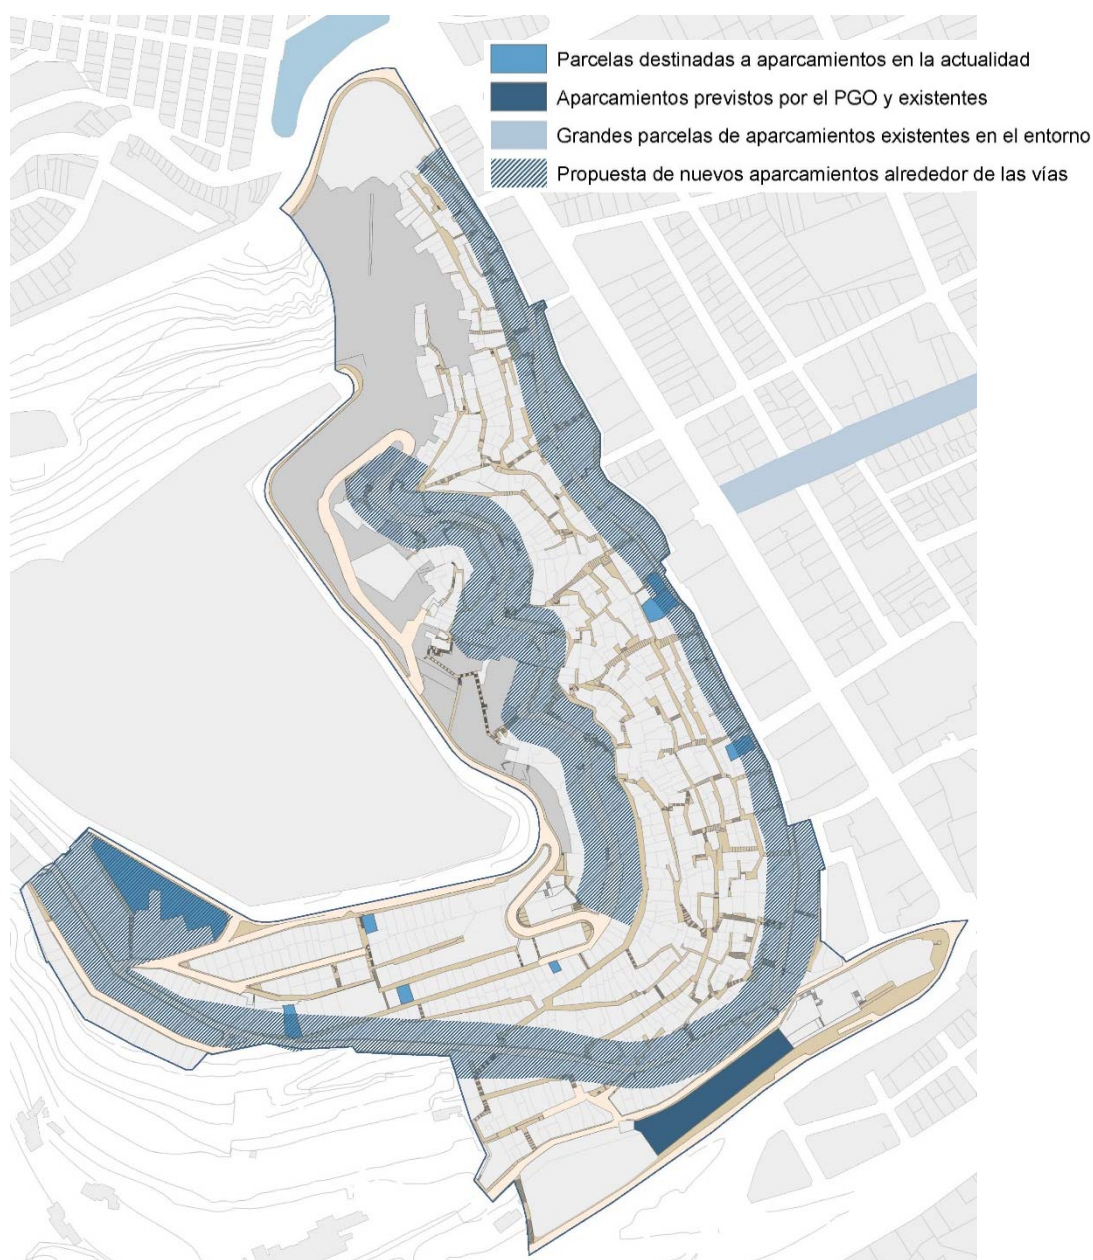 Parcelas destinadas a aparcamientos en la actualidad
Aparcamientos previstos por el PGO y existentes
Grandes parcelas de aparcamientos existentes en el entorno
Propuesta de nuevos aparcamientos alrededor de las vías